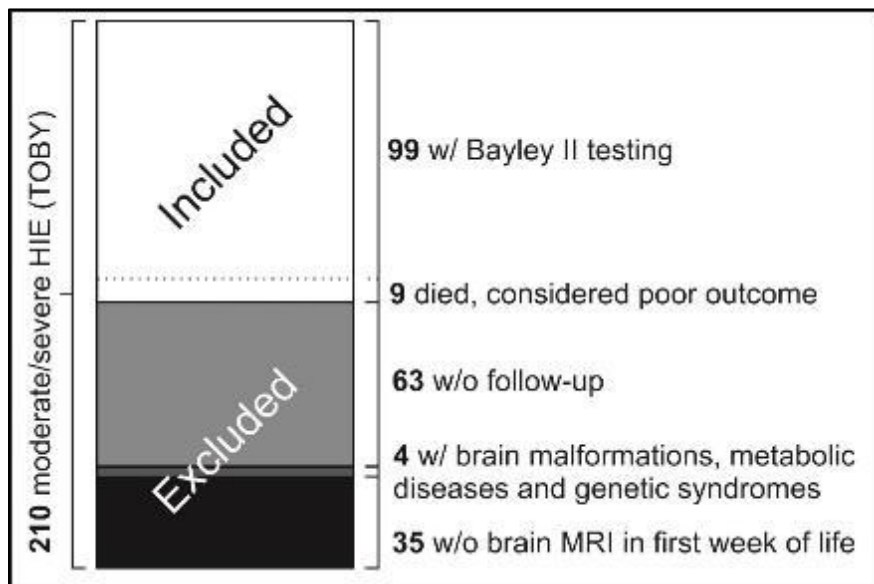 210 moderate/severe HIE (TOBY)
Included
99 w/ Bayley II testing
9 died, considered poor outcome
Excluded
63 w/o follow-up
4 w/ brain malformations, metabolic
diseases and genetic syndromes
35 w/o brain MRI in first week of life